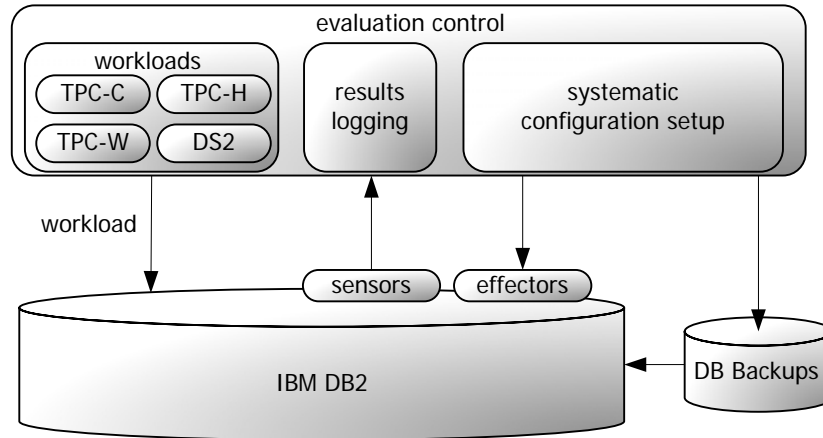 evaluation control
workloads
TPC-C
TPC-H
TPC-W
DS2
results
logging
systematic
configuration setup
workload
sensors
effectors
IBM DB2
DB Backups